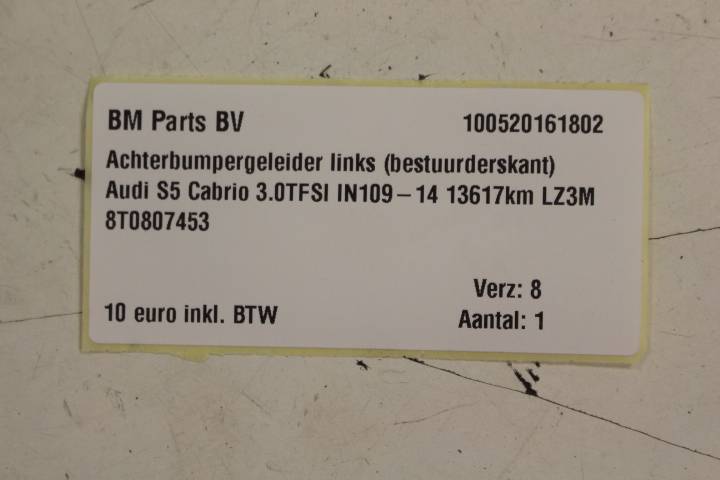 BM Parts BV 100520161802
Achterbumpergeleider links (bestuurderskant)
Audi S5 Cabrio 3.0TFSI IN109-14 13617km LZ3M
8T0807453
Verz: 8
10 euro inkl. BTW Aantal: 1